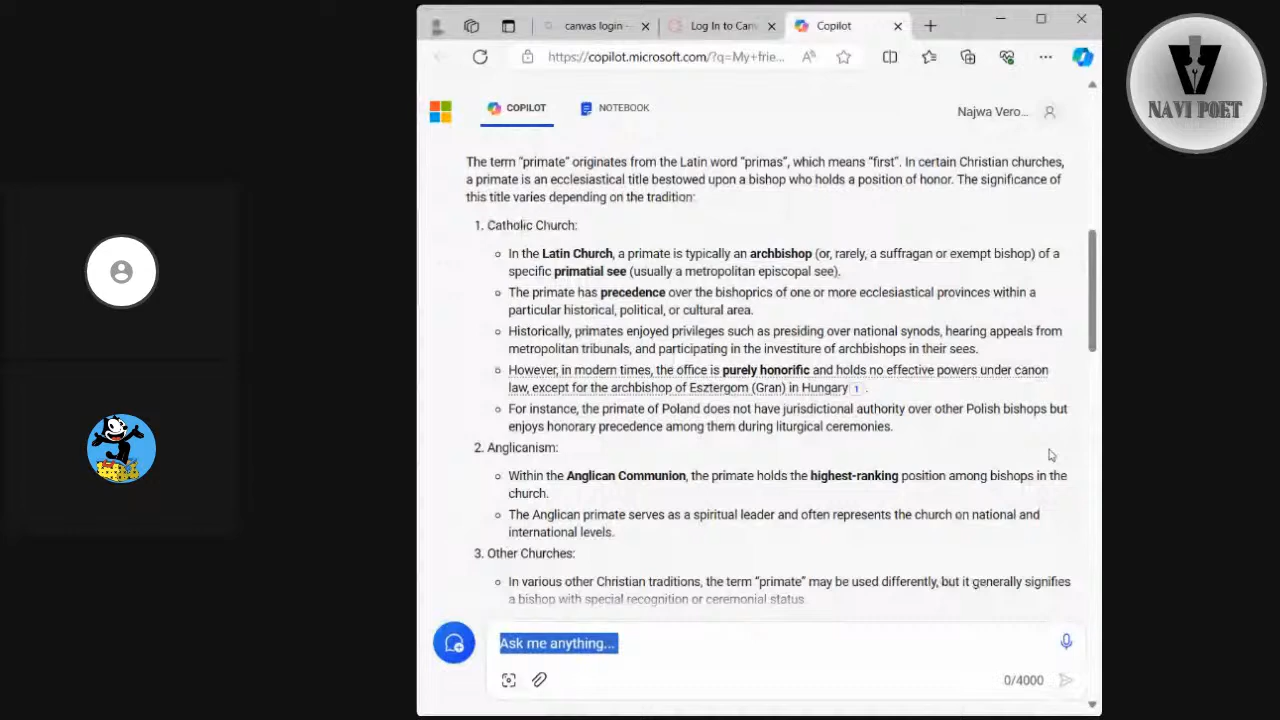 canvas login -
Log In to Canv
Copilot
https://copilot.microsoft.com/?q=My+frie...
NAVI POET
COPILOT
NOTEBOOK
Najwa Vero...
The term "primate" originates from the Latin word "primas", which means "first". In certain Christian churches,
a primate is an ecclesiastical title bestowed upon a bishop who holds a position of honor. The significance of
this title varies depending on the tradition:
1. Catholic Church:
In the Latin Church, a primate is typically an archbishop (or, rarely, a suffragan or exempt bishop) of a
specific primatial see (usually a metropolitan episcopal see).
The primate has precedence over the bishoprics of one or more ecclesiastical provinces within a
particular historical, political, or cultural area.
Historically, primates enjoyed privileges such as presiding over national synods, hearing appeals from
metropolitan tribunals, and participating in the investiture of archbishops in their sees.
However, in modern times, the office is purely honorific and holds no effective powers under canon
law, except for the archbishop of Esztergom (Gran) in Hungary 1 .
For instance, the primate of Poland does not have jurisdictional authority over other Polish bishops but
enjoys honorary precedence among them during liturgical ceremonies.
2. Anglicanism:
Within the Anglican Communion, the primate holds the highest-ranking position among bishops in the
church.
The Anglican primate serves as a spiritual leader and often represents the church on national and
international levels.
3. Other Churches:
In various other Christian traditions, the term "primate" may be used differently, but it generally signifies
a bishop with special recognition or ceremonial status
Ask me anything...
0/4000